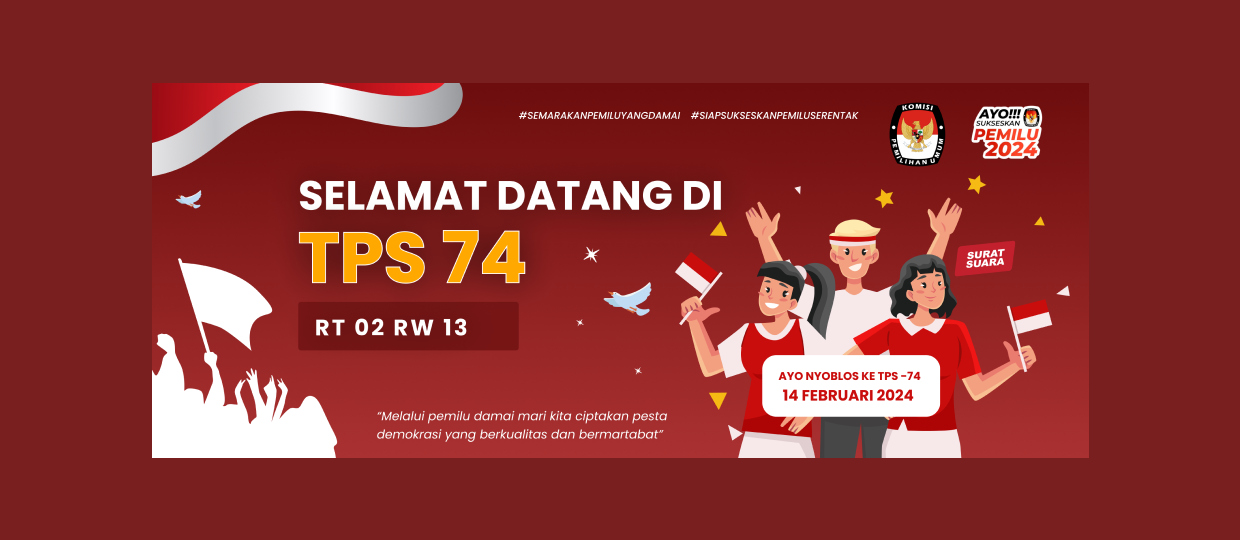 #SEMARAKANPEMILUYANGDAMAI #SIAPSUKSESKANPEMILUSERENTAK
KOMISI
PEMILIHAN UMUM
AYO!!!
SUKSESKAN
PEMILU
2024
SELAMAT DATANG DI
TPS 74
RT 02 RW 13
SURAT
SUARA
AYO NYOBLOS KE TPS -74
14 FEBRUARI 2024
"Melalui pemilu damai mari kita ciptakan pesta
demokrasi yang berkualitas dan bermartabat"